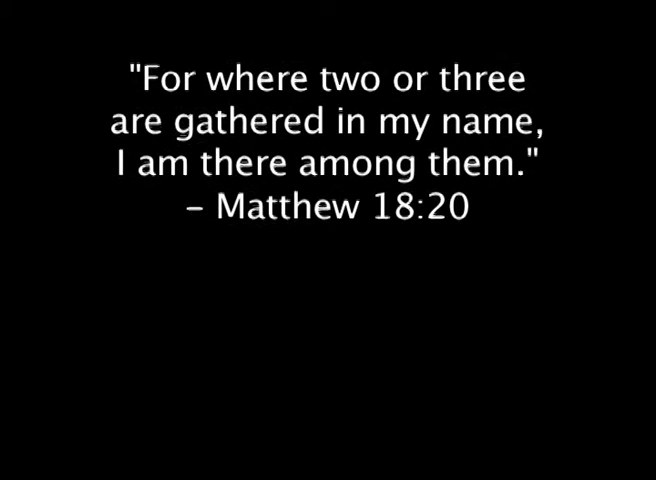 "For where two or three
are gathered in my name,
I am there among them."
– Matthew 18:20